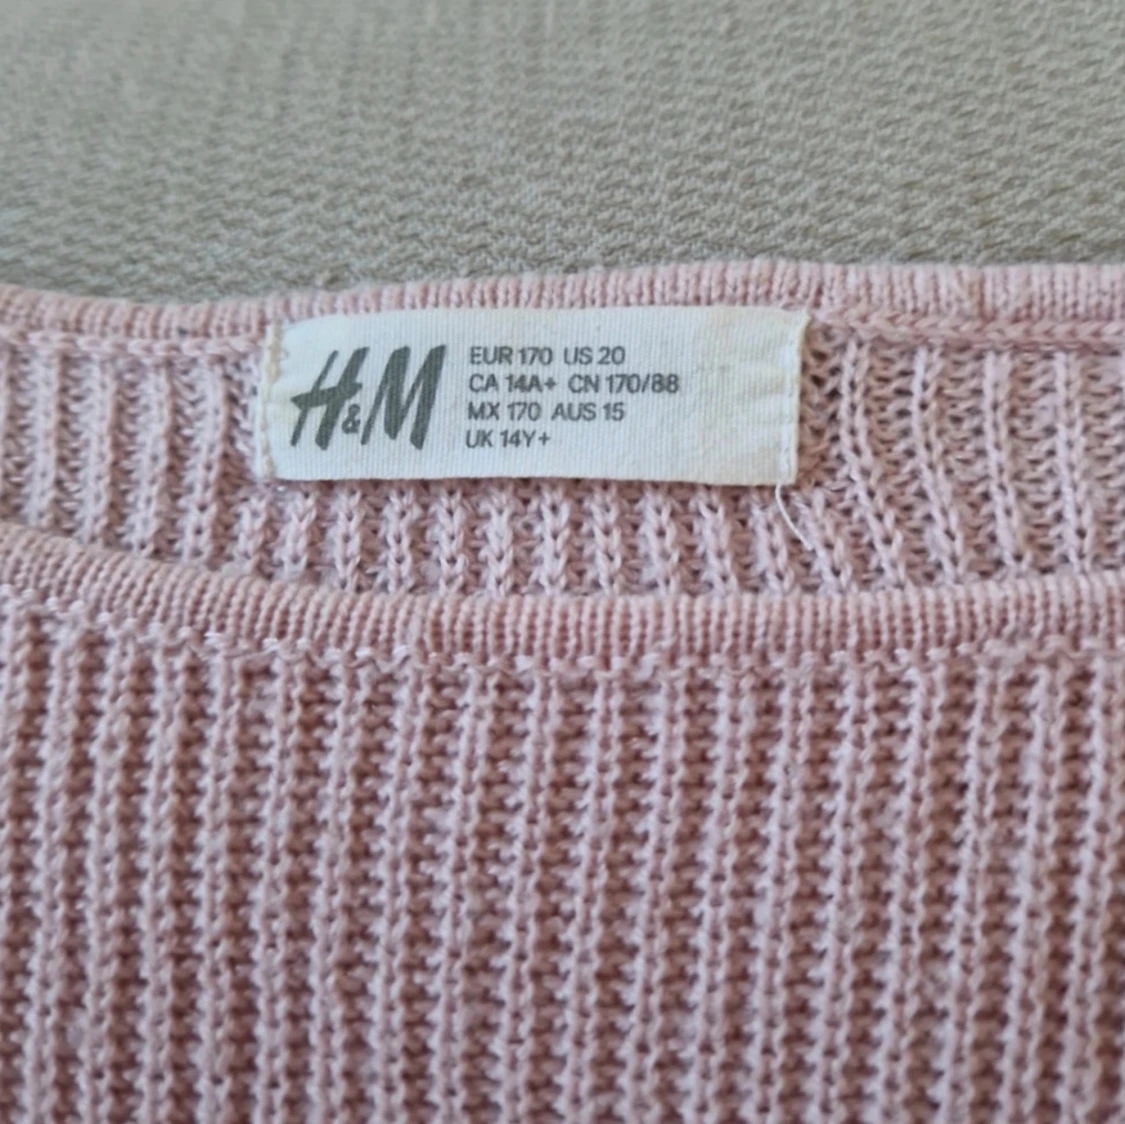 H&M
EUR 170 US 20
CA 14A+ CN 170/88
MX 170 AUS 15
UK 14Y+